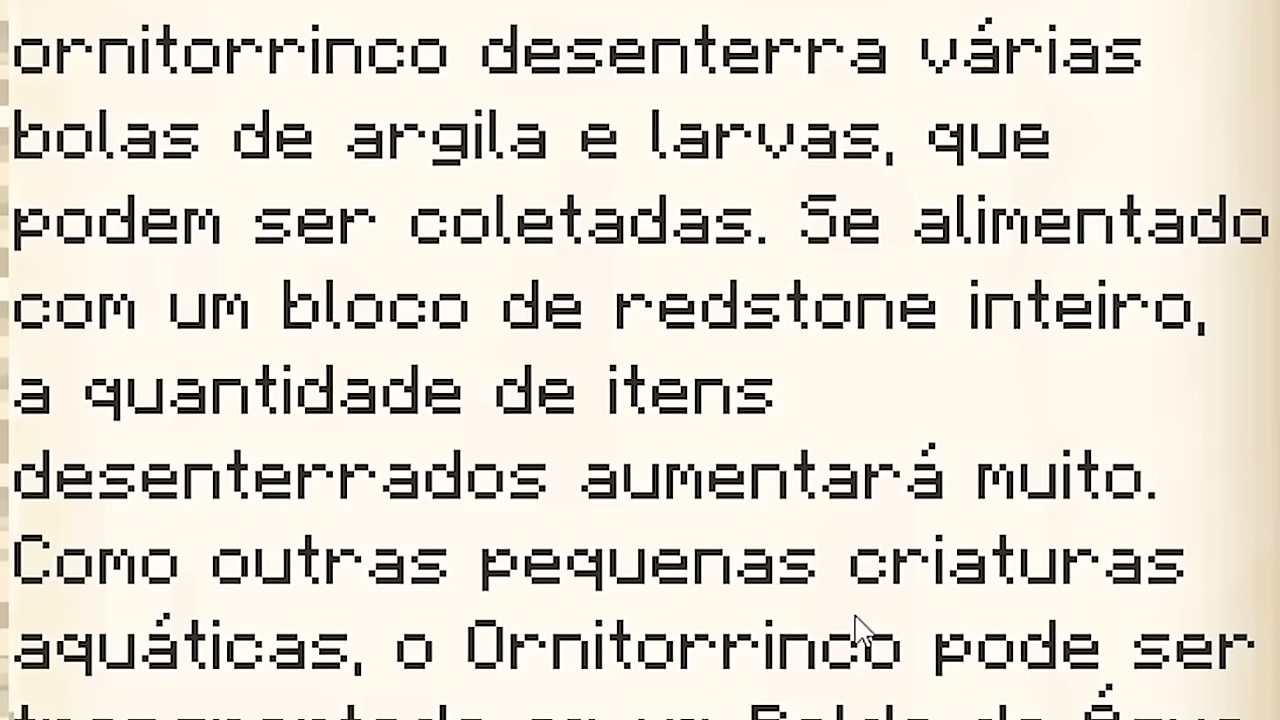 ornitorrinco desenterra várias
bolas de argila e larvas, que
podem ser coletadas. Se alimentado
com um bloco de redstone inteiro,
a quantidade de itens
desenterrados aumentará muito.
Como outras pequenas criaturas
aquáticas, o Ornitorrinco pode ser